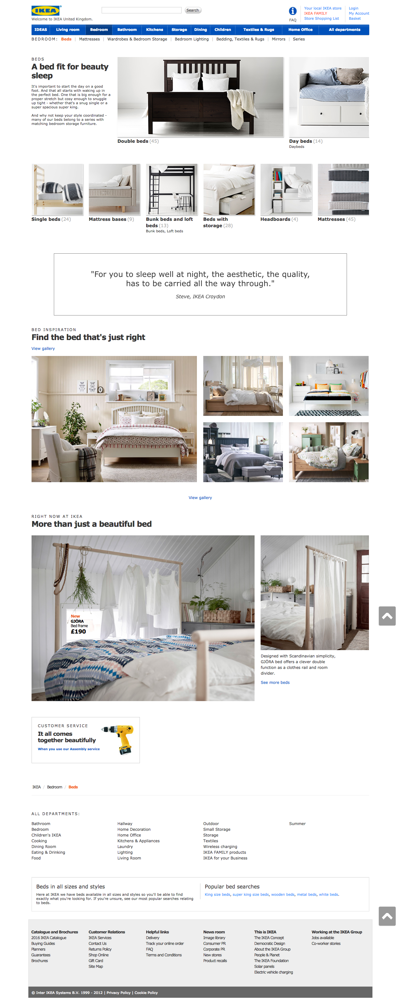 IKEA®
Search
Welcome to IKEA United Kingdom.
FAQ
Your local IKEA store
IKEA FAMILY
Store Shopping List
Login
My Account
Basket
IDEAS Living room Bedroom Bathroom Kitchens Storage Dining Children Textiles & Rugs Home Office All departments
BEDROOM: Beds | Mattresses | Wardrobes & Bedroom Storage | Bedroom Lighting | Bedding, Textiles & Rugs | Mirrors | Series
BEDS
A bed fit for beauty
sleep
It's important to start the day on a good
foot. And that all starts with waking up in
the perfect bed. One that is big enough for a
proper stretch but cosy enough to snuggle
up tight - whether that's a snug single or a
super spacious super king.
And why not keep your style coordinated -
many of our beds belong to a series with
matching bedroom storage furniture.
Double beds (45)
Day beds (14)
Daybeds
Single beds (24)
Mattress bases (9)
Bunk beds and loft
beds (13)
Bunk beds, Loft beds
Beds with
storage (28)
Headboards (4)
Mattresses (45)
"For you to sleep well at night, the aesthetic, the quality,
has to be carried all the way through."
Steve, IKEA Croydon
BED INSPIRATION
Find the bed that's just right
View gallery
View gallery
RIGHT NOW AT IKEA
More than just a beautiful bed
New
GJÖRA
Bed frame
£190
Designed with Scandinavian simplicity,
GJÖRA bed offers a clever double
function as a clothes rail and room
divider.
See more beds
CUSTOMER SERVICE
It all comes
together beautifully
When you use our Assembly service
IKEA / Bedroom / Beds
ALL DEPARTMENTS:
Bathroom
Bedroom
Children's IKEA
Cooking
Dining Room
Eating & Drinking
Food
Hallway
Home Decoration
Home Office
Kitchens & Appliances
Laundry
Lighting
Living Room
Outdoor
Small Storage
Storage
Textiles
Wireless charging
IKEA FAMILY products
IKEA for your Business
Summer
Beds in all sizes and styles
Here at IKEA we have beds available in all sizes and styles so you'll be able to find
exactly what you're looking for. If you're unsure, see our most popular searches relating
to beds.
Popular bed searches
King size beds, super king size beds, wooden beds, metal beds, white beds.
Catalogue and Brochures
2016 IKEA Catalogue
Buying Guides
Planners
Guarantees
Brochures
Customer Relations
IKEA Services
Contact Us
Returns Policy
Shop Online
Gift Card
Site Map
Helpful links
Delivery
Track your online order
FAQ
Terms and Conditions
News room
Image library
Consumer PR
Corporate PR
New stores
Product recalls
This is IKEA
The IKEA Concept
Democratic Design
About the IKEA Group
People & Planet
The IKEA Foundation
Solar panels
Electric vehicle charging
Working at the IKEA Group
Jobs available
Co-worker stories
© Inter IKEA Systems B.V. 1999 - 2012 | Privacy Policy | Cookie Policy